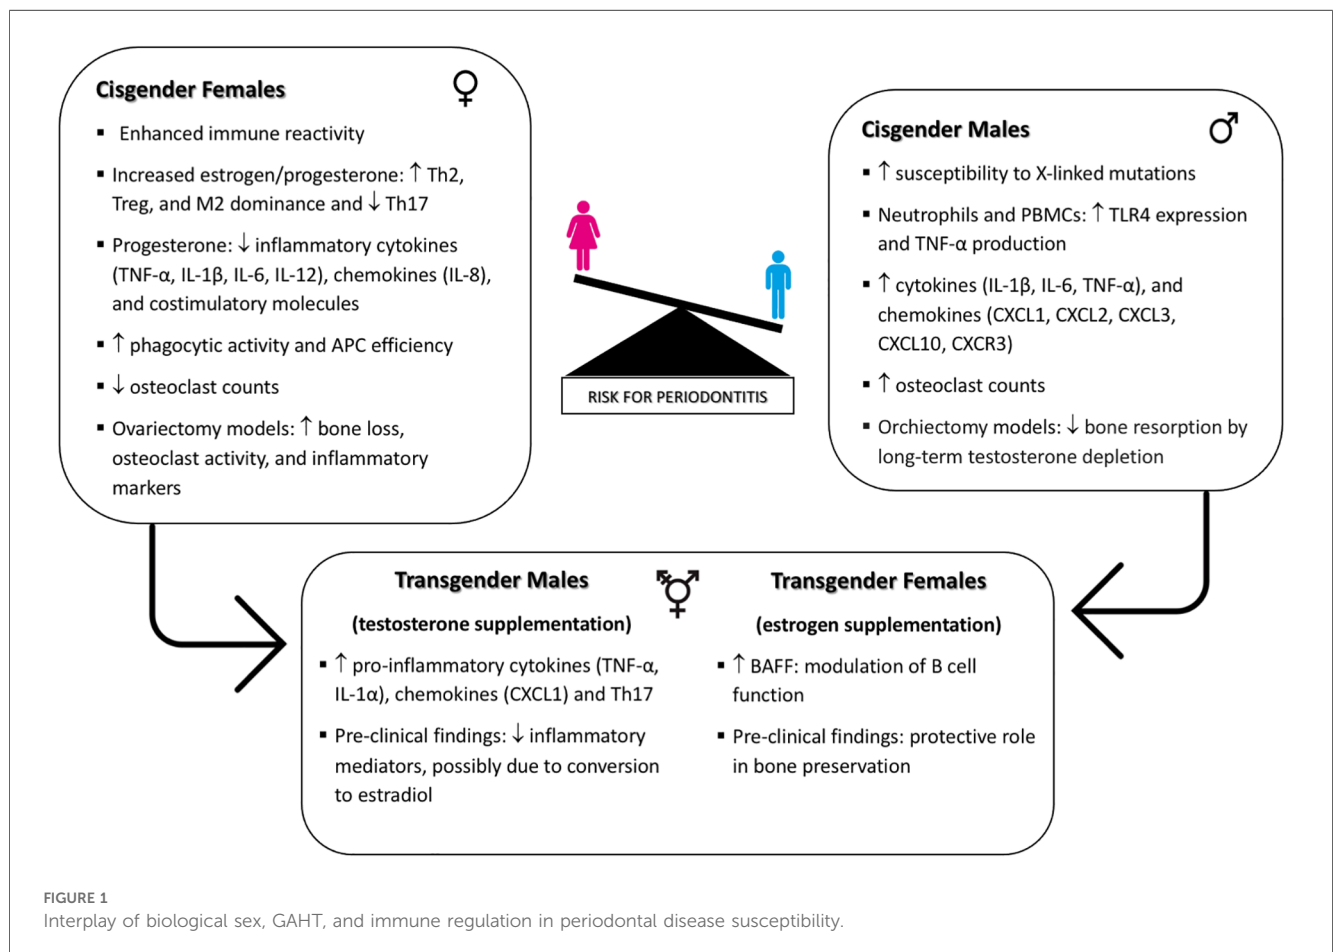 Cisgender Females
▪ Enhanced immune reactivity
▪ Increased estrogen/progesterone: ↑ Th2,
Treg, and M2 dominance and ↓ Th17
▪ Progesterone: ↓ inflammatory cytokines
(TNF-α, IL-1β, IL-6, IL-12), chemokines (IL-8),
and costimulatory molecules
▪ ↑ phagocytic activity and APC efficiency
▪ ↓ osteoclast counts
▪ Ovariectomy models: ↑ bone loss,
osteoclast activity, and inflammatory
markers
RISK FOR PERIODONTITIS
Cisgender Males
▪ ↑ susceptibility to X-linked mutations
▪ Neutrophils and PBMCs: ↑ TLR4 expression
and TNF-α production
▪ ↑ cytokines (IL-1β, IL-6, TNF-α), and
chemokines (CXCL1, CXCL2, CXCL3,
CXCL10, CXCR3)
▪ ↑ osteoclast counts
▪ Orchiectomy models: ↓ bone resorption by
long-term testosterone depletion
Transgender Males
(testosterone supplementation)
▪ ↑ pro-inflammatory cytokines (TNF-α,
IL-1α), chemokines (CXCL1) and Th17
▪ Pre-clinical findings: ↓ inflammatory
mediators, possibly due to conversion
to estradiol
Transgender Females
(estrogen supplementation)
▪ ↑ BAFF: modulation of B cell
function
▪ Pre-clinical findings: protective role
in bone preservation
FIGURE 1
Interplay of biological sex, GAHT, and immune regulation in periodontal disease susceptibility.